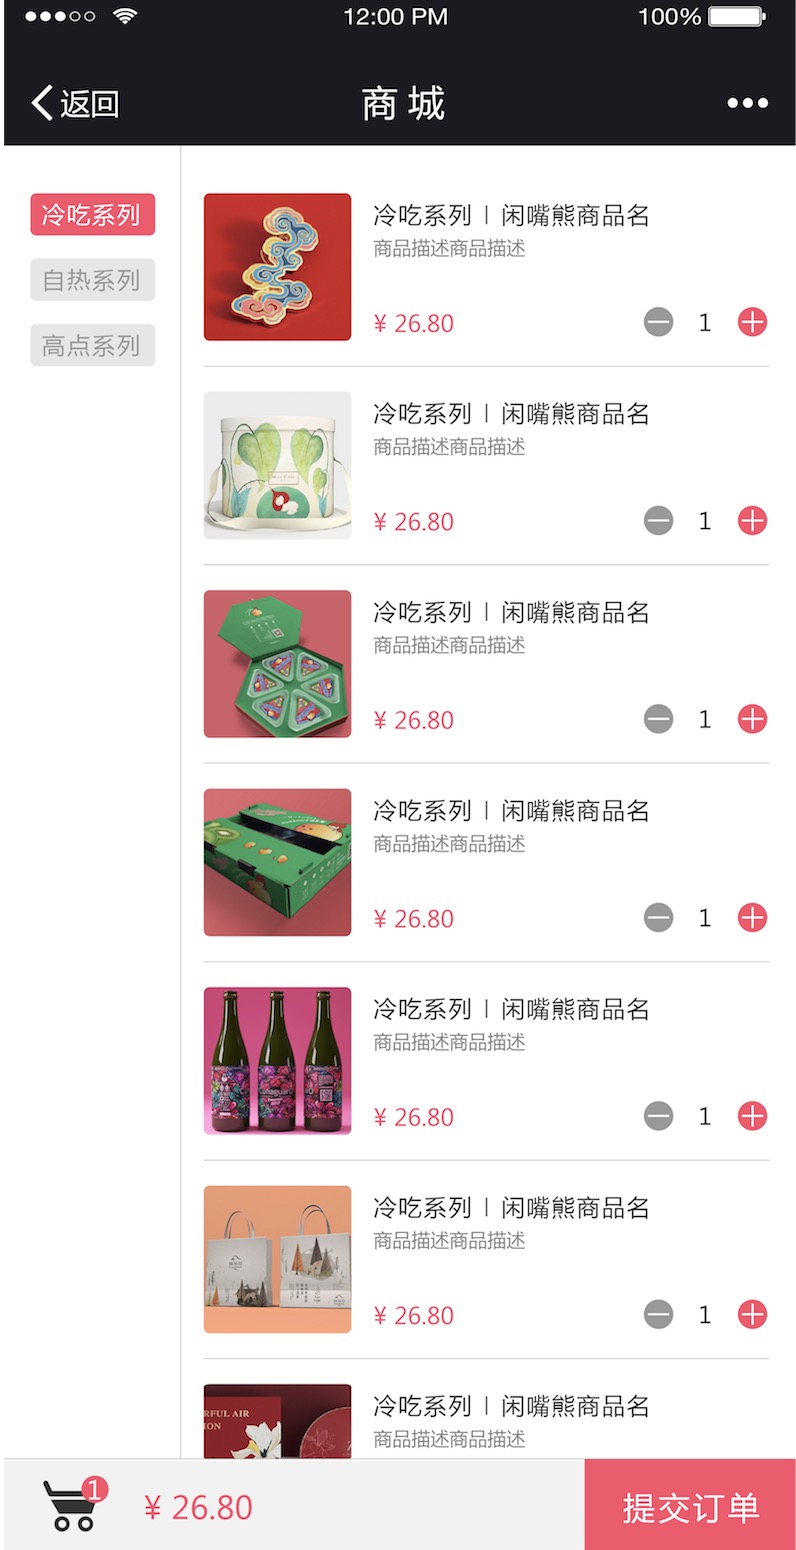 12:00 PM
100%
返回
商城
冷吃系列
自热系列
高点系列
冷吃系列 | 闲嘴熊商品名
商品描述商品描述
¥ 26.80
1
冷吃系列 | 闲嘴熊商品名
商品描述商品描述
¥ 26.80
1
冷吃系列 | 闲嘴熊商品名
商品描述商品描述
¥ 26.80
1
冷吃系列 | 闲嘴熊商品名
商品描述商品描述
¥ 26.80
1
冷吃系列 | 闲嘴熊商品名
商品描述商品描述
¥ 26.80
1
冷吃系列 | 闲嘴熊商品名
商品描述商品描述
¥ 26.80
1
RFUL AIR
ION
冷吃系列 | 闲嘴熊商品名
商品描述商品描述
1
¥ 26.80
提交订单